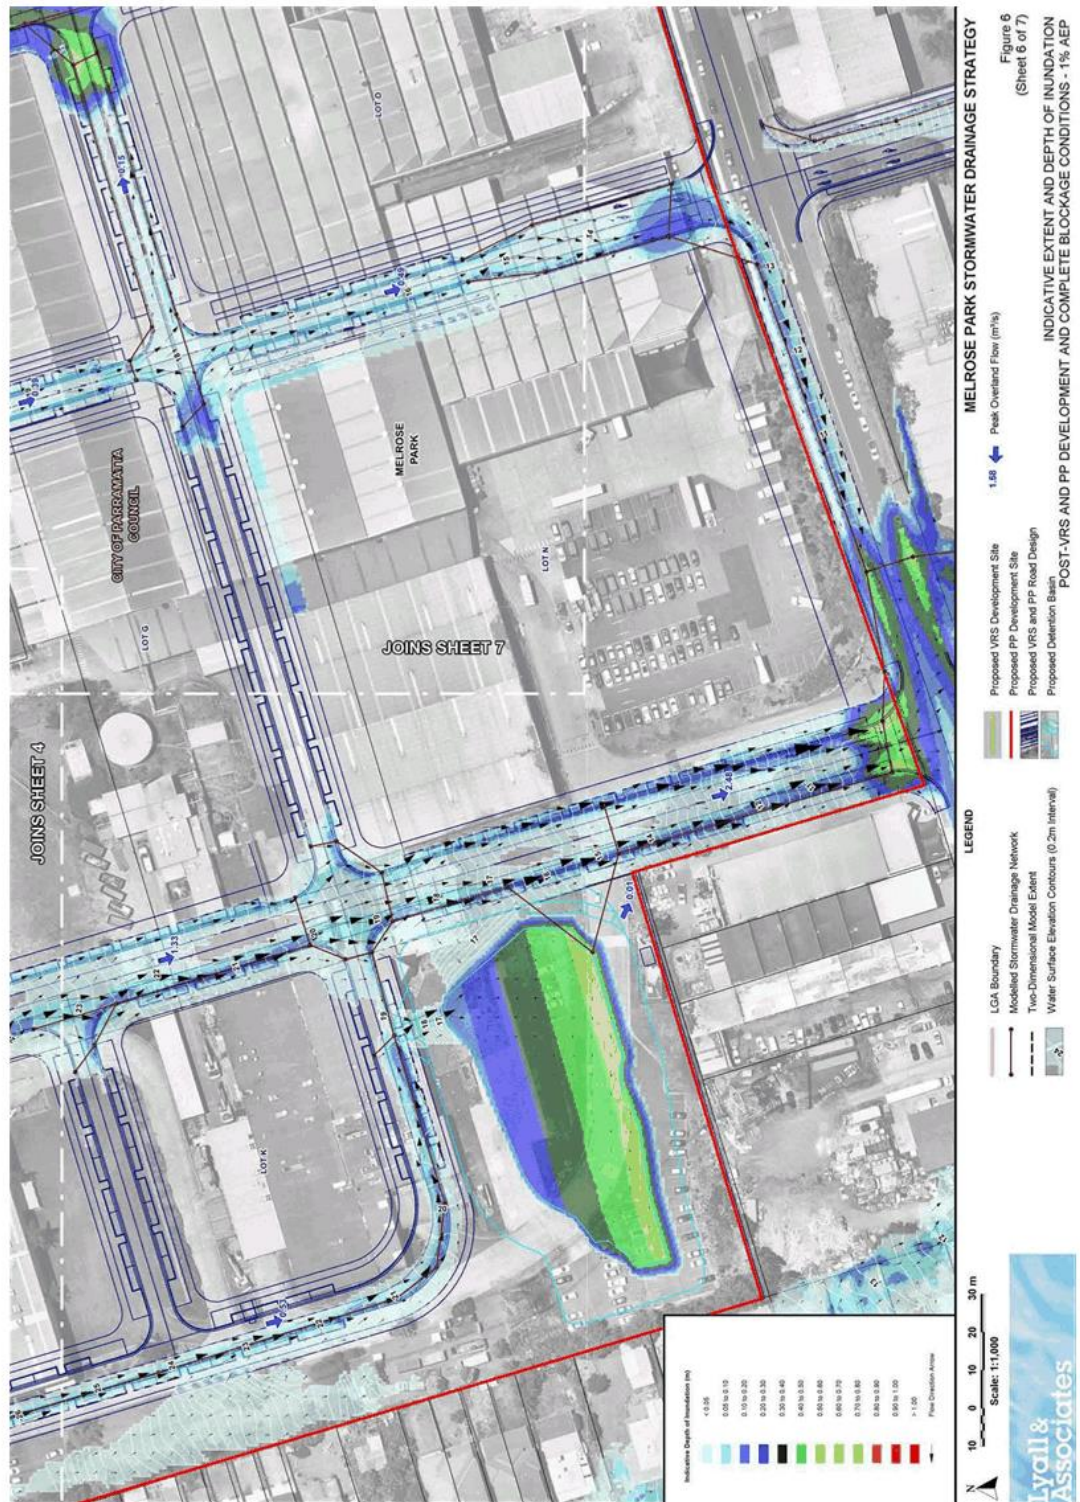 JOINS SHEET 4
CITY OF PARRAMATTA
COUNCIL
MELROSE
PARK
JOINS SHEET 7
LOT D
LOT G
LOT N
LOT K
0.15
0.49
1.33
2.48
0.01
0.53
Indicative Depth of Inundation (m)
< 0.05
0.05 to 0.10
0.10 to 0.20
0.20 to 0.30
0.30 to 0.40
0.40 to 0.50
0.50 to 0.60
0.60 to 0.70
0.70 to 0.80
0.80 to 0.90
0.90 to 1.00
> 1.00
Flow Direction Arrow
N
10 0 10 20 30 m
Scale: 1:1,000
Lyall &
Associates
LEGEND
LGA Boundary
Modelled Stormwater Drainage Network
Two-Dimensional Model Extent
Water Surface Elevation Contours (0.2m Interval)
Proposed VRS Development Site
Proposed PP Development Site
Proposed VRS and PP Road Design
Proposed Detention Basin
1.58 Peak Overland Flow (m³/s)
MELROSE PARK STORMWATER DRAINAGE STRATEGY
Figure 6
(Sheet 6 of 7)
INDICATIVE EXTENT AND DEPTH OF INUNDATION
POST-VRS AND PP DEVELOPMENT AND COMPLETE BLOCKAGE CONDITIONS - 1% AEP